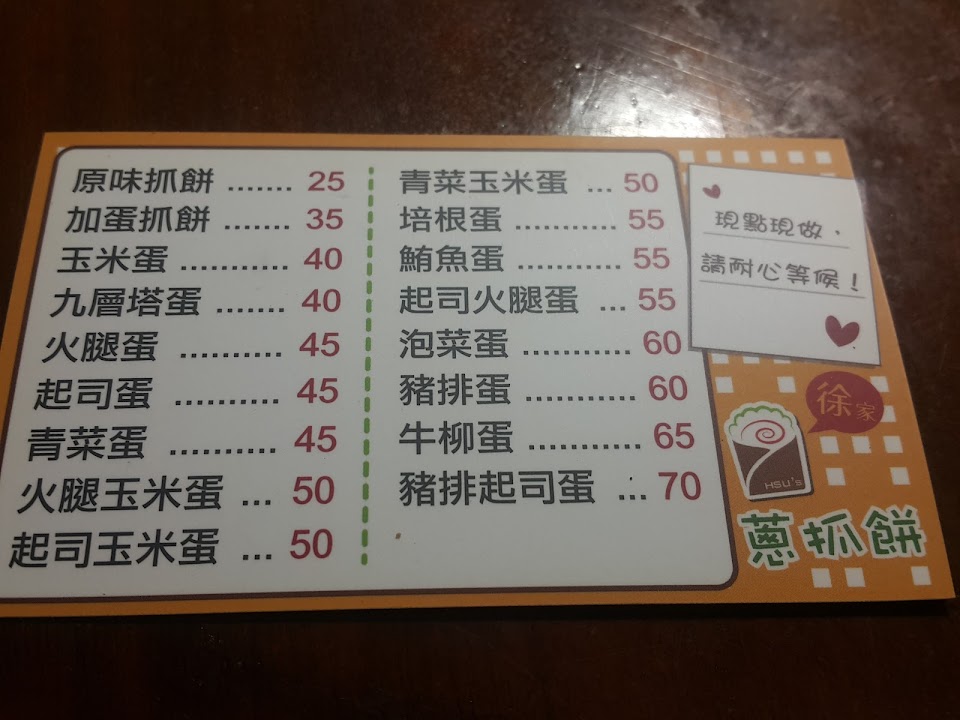 原味抓餅 ....... 25
加蛋抓餅 ....... 35
玉米蛋 ........... 40
九層塔蛋 ....... 40
火腿蛋 .......... 45
起司蛋 .......... 45
青菜蛋 .......... 45
火腿玉米蛋 ... 50
起司玉米蛋 ... 50
青菜玉米蛋 ... 50
培根蛋 ........... 55
鮪魚蛋 ........... 55
起司火腿蛋 ... 55
泡菜蛋 ........... 60
豬排蛋 ........... 60
牛柳蛋 ........... 65
豬排起司蛋 ... 70
現點現做，
請耐心等候！
徐家
HSU's
蔥抓餅